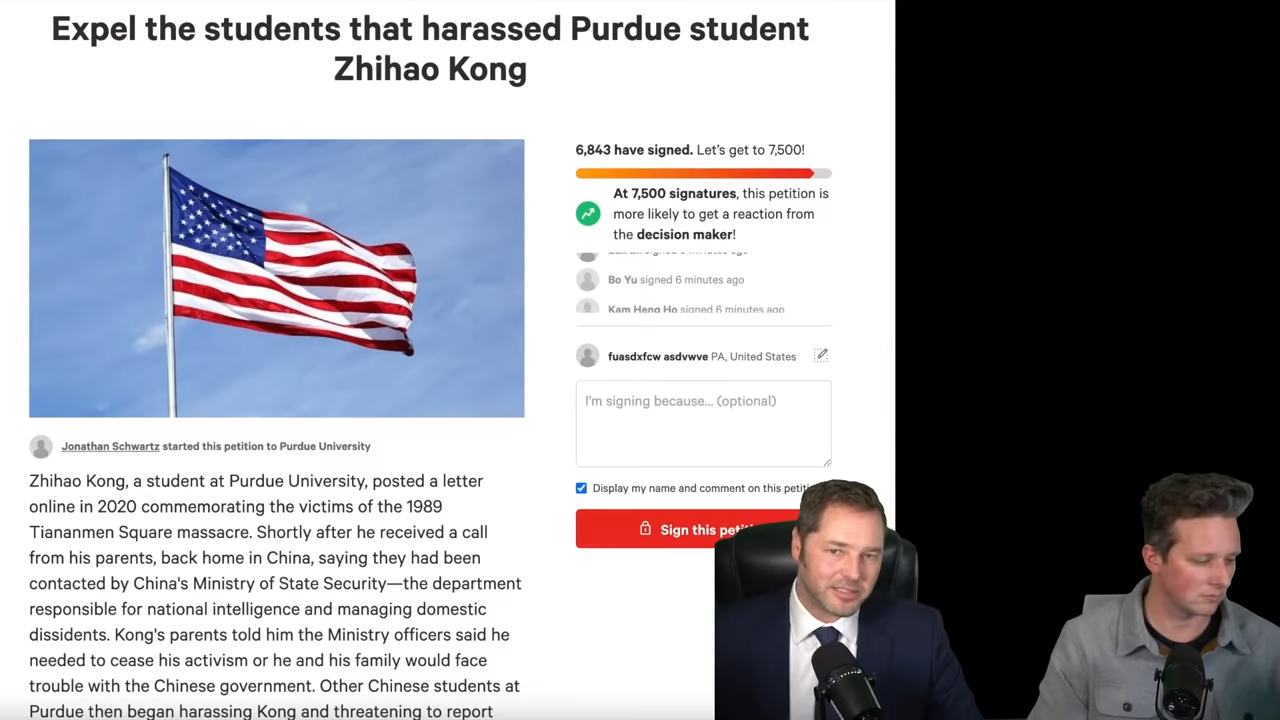 Expel the students that harassed Purdue student
Zhihao Kong
6,843 have signed. Let's get to 7,500!
At 7,500 signatures, this petition is
more likely to get a reaction from
the decision maker!
signed
ago
Bo Yu signed 6 minutes ago
Kam Heng Ho signed 6 minutes ago
fuasdxfcw asdvwve PA, United States
I'm signing because... (optional)
Display my name and comment on this petiti
Sign this peti
Jonathan Schwartz started this petition to Purdue University
Zhihao Kong, a student at Purdue University, posted a letter
online in 2020 commemorating the victims of the 1989
Tiananmen Square massacre. Shortly after he received a call
from his parents, back home in China, saying they had been
contacted by China's Ministry of State Security—the department
responsible for national intelligence and managing domestic
dissidents. Kong's parents told him the Ministry officers said he
needed to cease his activism or he and his family would face
trouble with the Chinese government. Other Chinese students at
Purdue then began harassing Kong and threatening to report